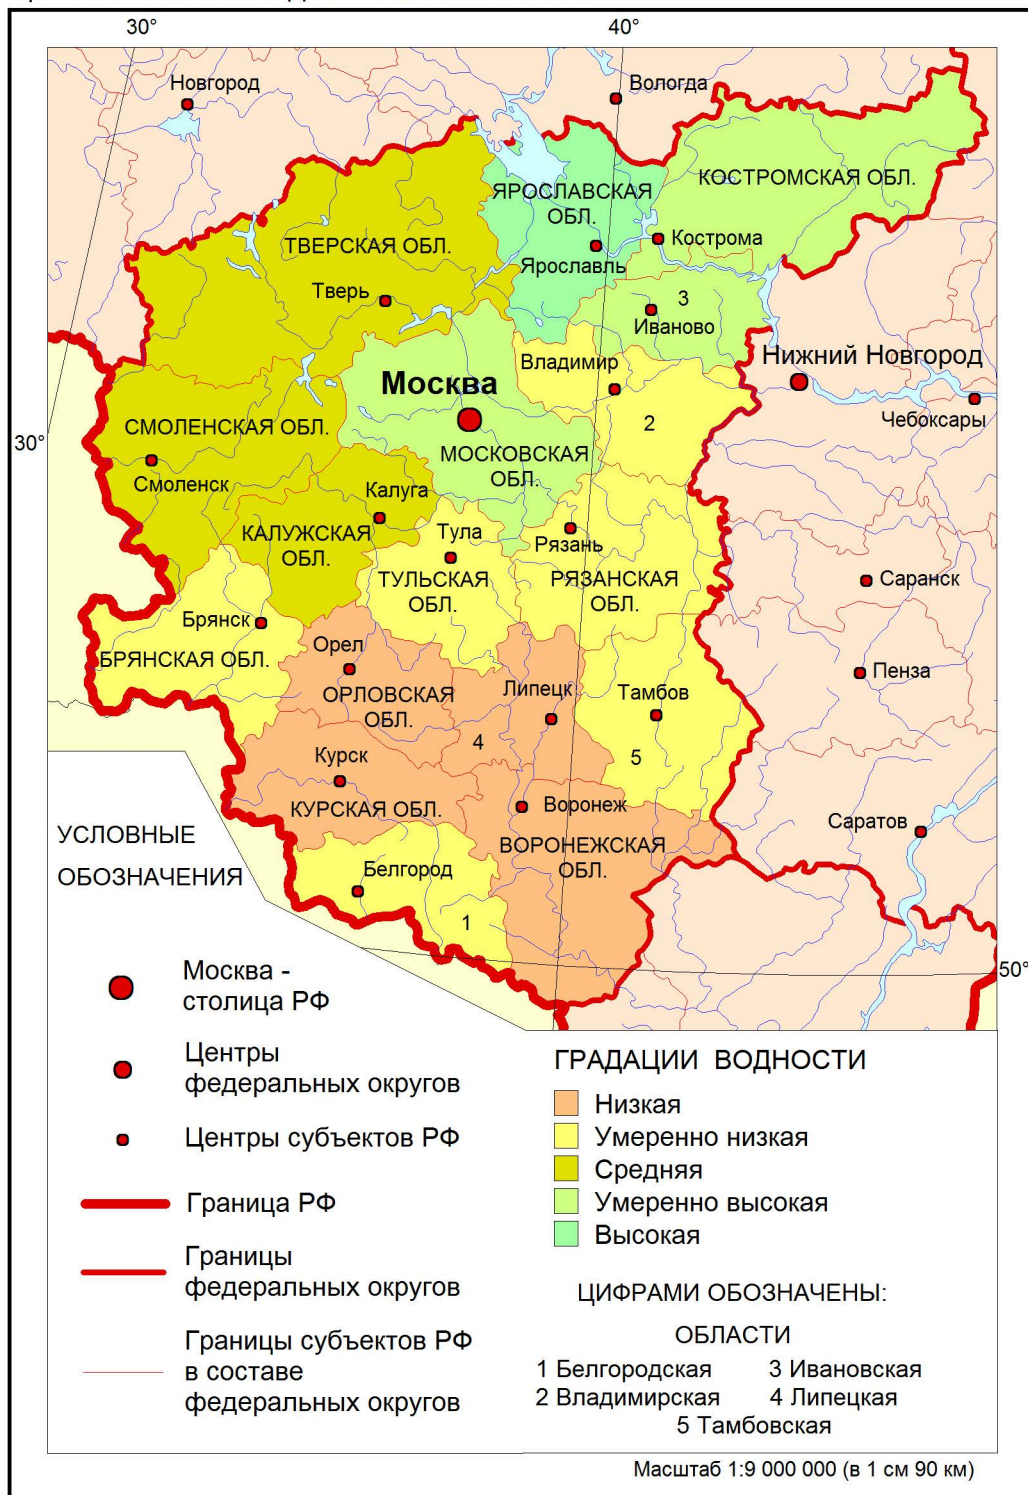 30°
40°
Новгород
Вологда
ЯРОСЛАВСКАЯ
ОБЛ.
КОСТРОМСКАЯ ОБЛ.
ТВЕРСКАЯ ОБЛ.
Кострома
Ярославль
Тверь
3
Иваново
Владимир
Нижний Новгород
Москва
Чебоксары
2
СМОЛЕНСКАЯ ОБЛ.
30°
МОСКОВСКАЯ
ОБЛ.
Смоленск
Калуга
КАЛУЖСКАЯ
ОБЛ.
Тула
Рязань
ТУЛЬСКАЯ
ОБЛ.
РЯЗАНСКАЯ
ОБЛ.
Саранск
Брянск
БРЯНСКАЯ ОБЛ.
Орел
ОРЛОВСКАЯ
ОБЛ.
Липецк
Тамбов
Пенза
4
5
Курск
КУРСКАЯ ОБЛ.
Воронеж
ВОРОНЕЖСКАЯ
ОБЛ.
Саратов
Белгород
1
50°
УСЛОВНЫЕ
ОБОЗНАЧЕНИЯ
Москва -
столица РФ
Центры
федеральных округов
Центры субъектов РФ
Граница РФ
Границы
федеральных округов
Границы субъектов РФ
в составе
федеральных округов
ГРАДАЦИИ ВОДНОСТИ
Низкая
Умеренно низкая
Средняя
Умеренно высокая
Высокая
ЦИФРАМИ ОБОЗНАЧЕНЫ:
ОБЛАСТИ
1 Белгородская
3 Ивановская
2 Владимирская
4 Липецкая
5 Тамбовская
Масштаб 1:9 000 000 (в 1 см 90 км)